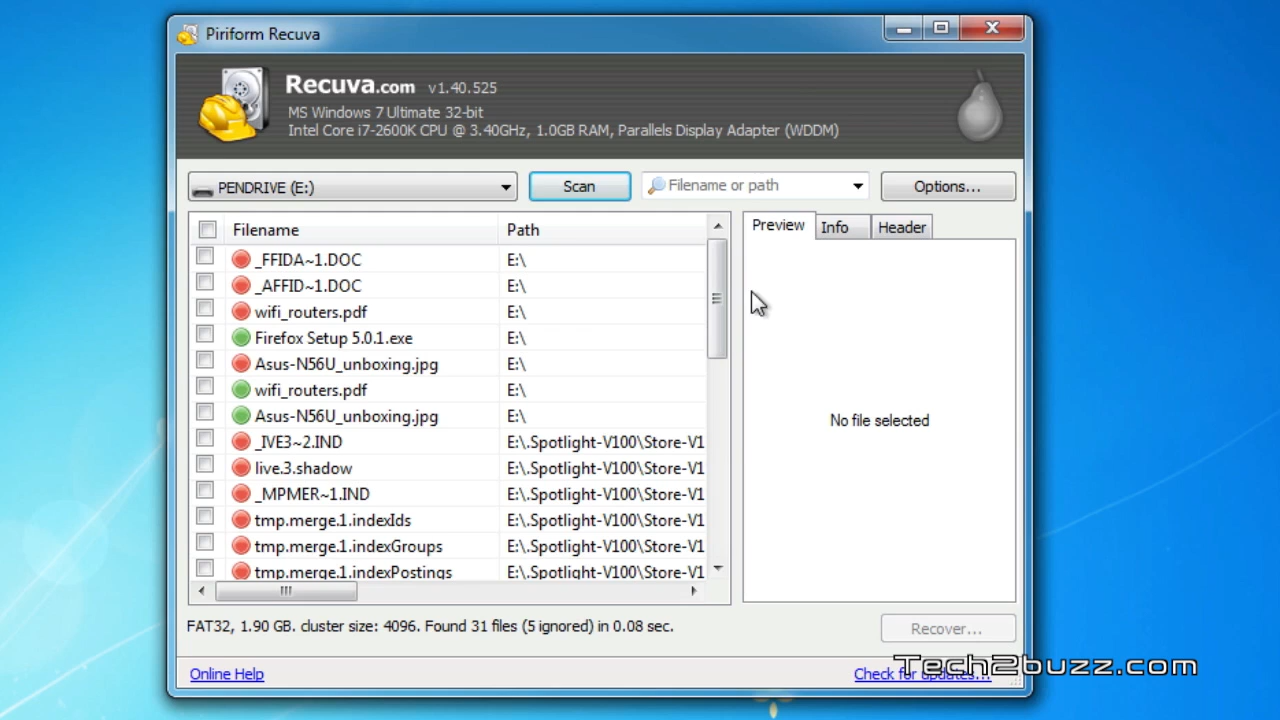 Piriform Recuva
Recuva.com v1.40.525
MS Windows 7 Ultimate 32-bit
Intel Core i7-2600K CPU @ 3.40GHz, 1.0GB RAM, Parallels Display Adapter (WDDM)
PENDRIVE (E:) Scan Filename or path Options...
Filename Path
_FFIDA~1.DOC E:\
_AFFID~1.DOC E:\
wifi_routers.pdf E:\
Firefox Setup 5.0.1.exe E:\
Asus-N56U_unboxing.jpg E:\
wifi_routers.pdf E:\
Asus-N56U_unboxing.jpg E:\
_IVE3~2.IND E:\.Spotlight-V100\Store-V1
live.3.shadow E:\.Spotlight-V100\Store-V1
_MPMER~1.IND E:\.Spotlight-V100\Store-V1
tmp.merge.1.indexIds E:\.Spotlight-V100\Store-V1
tmp.merge.1.indexGroups E:\.Spotlight-V100\Store-V1
tmp.merge.1.indexPostings E:\.Spotlight-V100\Store-V1
Preview Info Header
No file selected
FAT32, 1.90 GB. cluster size: 4096. Found 31 files (5 ignored) in 0.08 sec.
Recover...
Online Help
Check for updates...
Tech2buzz.com